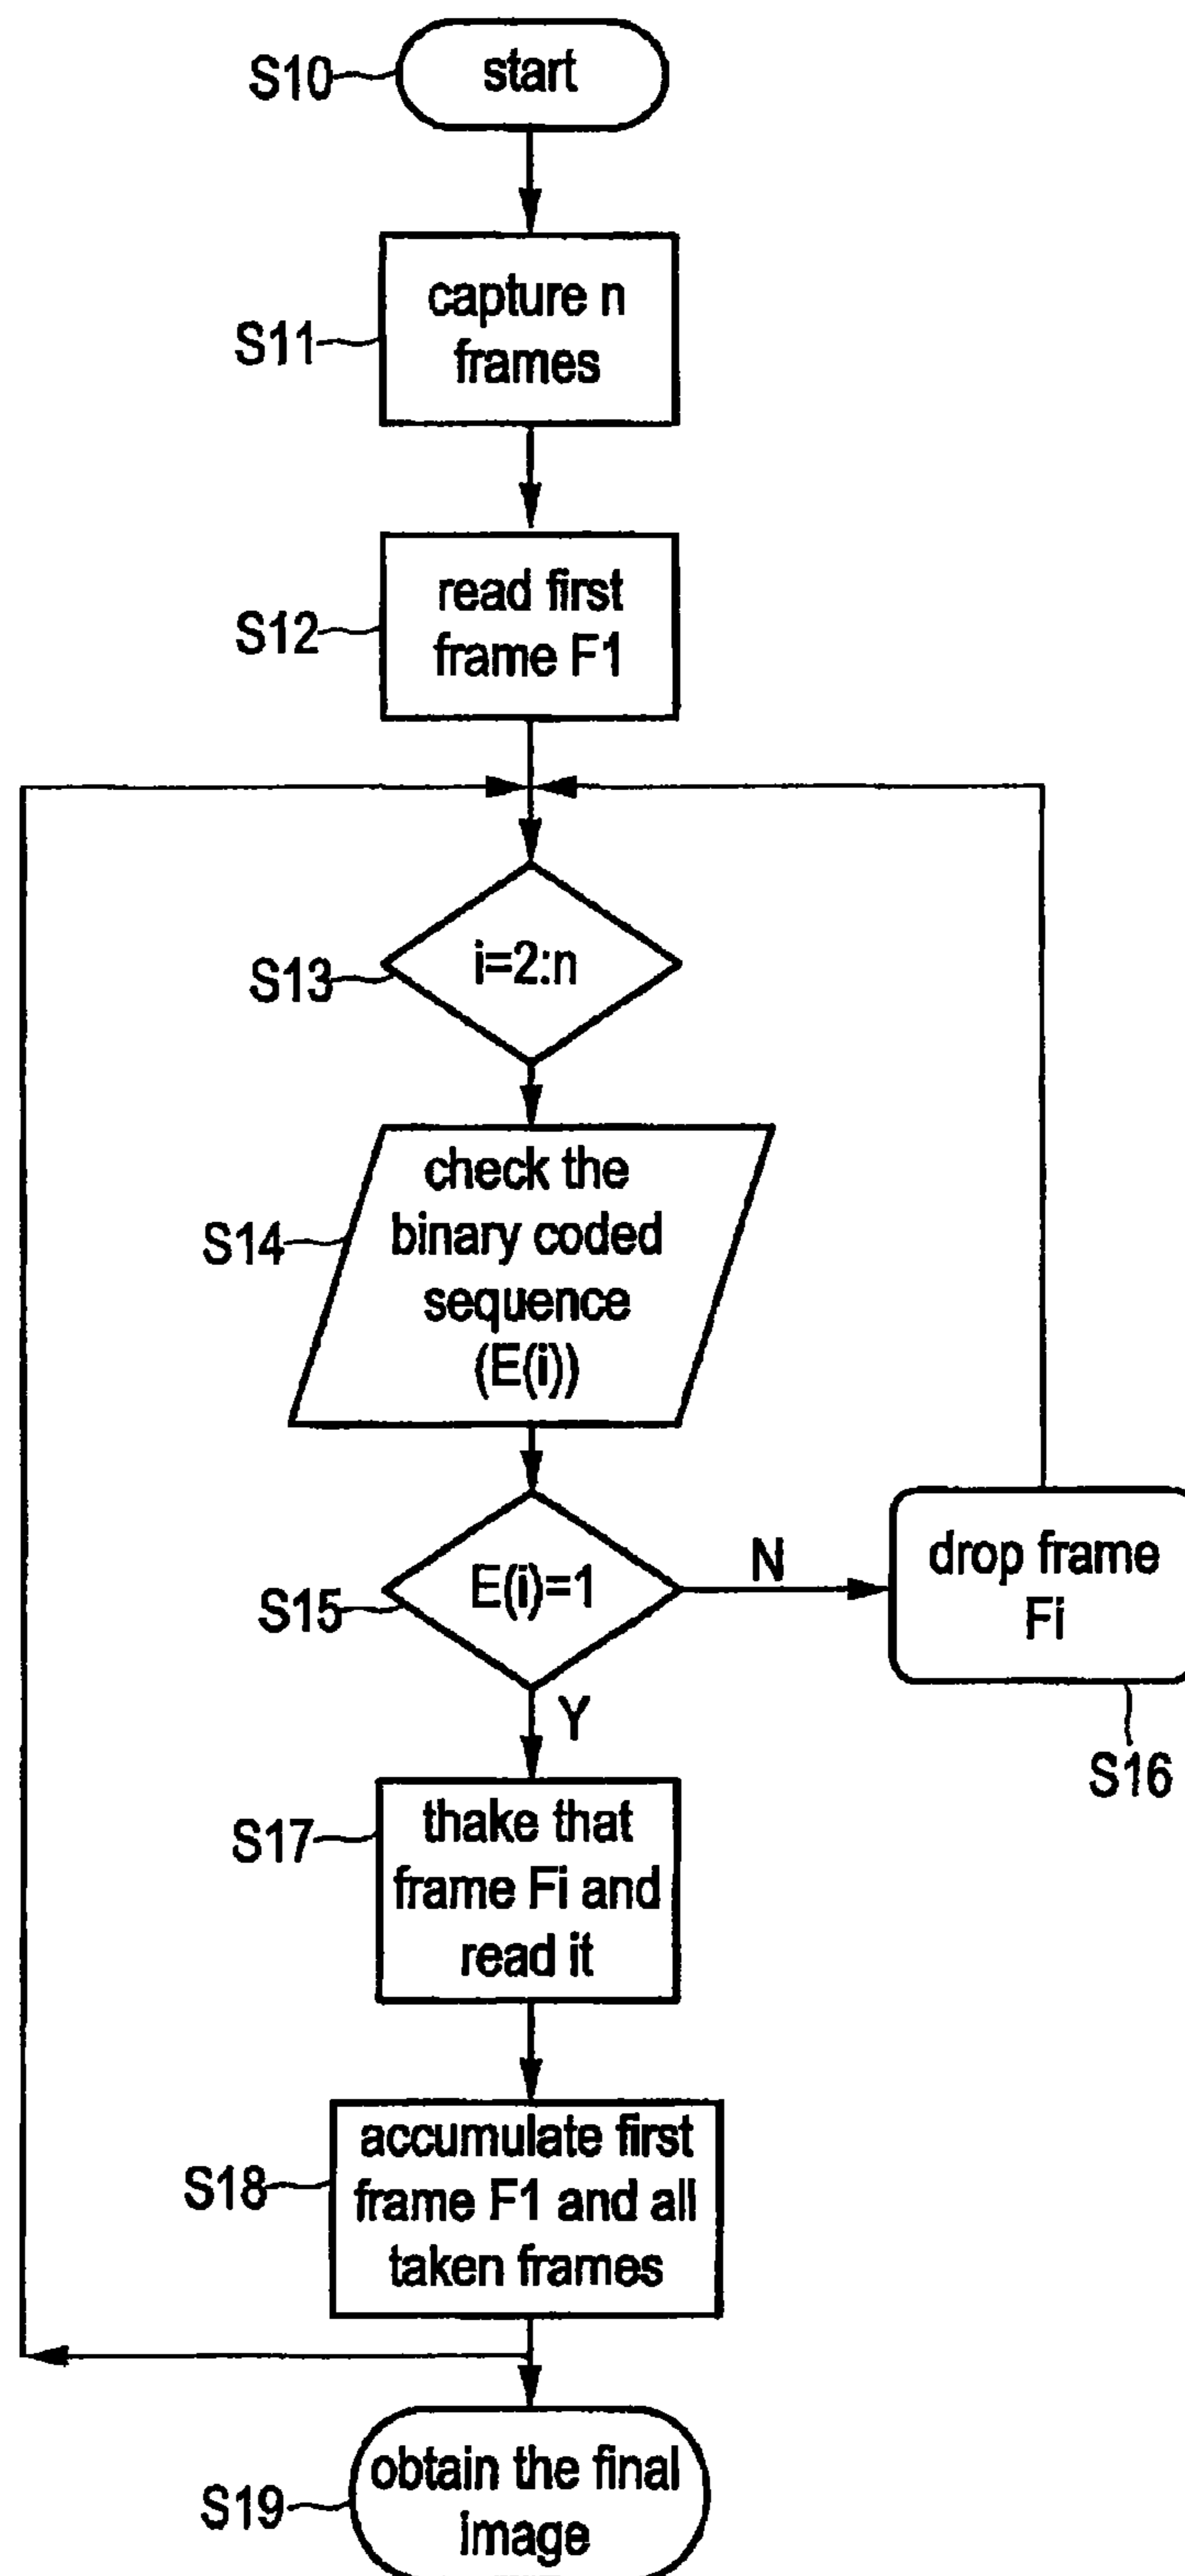 S10
start
S11
capture n
frames
S12
read first
frame F1
S13
i=2:n
S14
check the
binary coded
sequence
(E(i))
S15
E(i)=1
N
drop frame
Fi
S16
Y
S17
thake that
frame Fi and
read it
S18
accumulate first
frame F1 and all
taken frames
S19
obtain the final
image